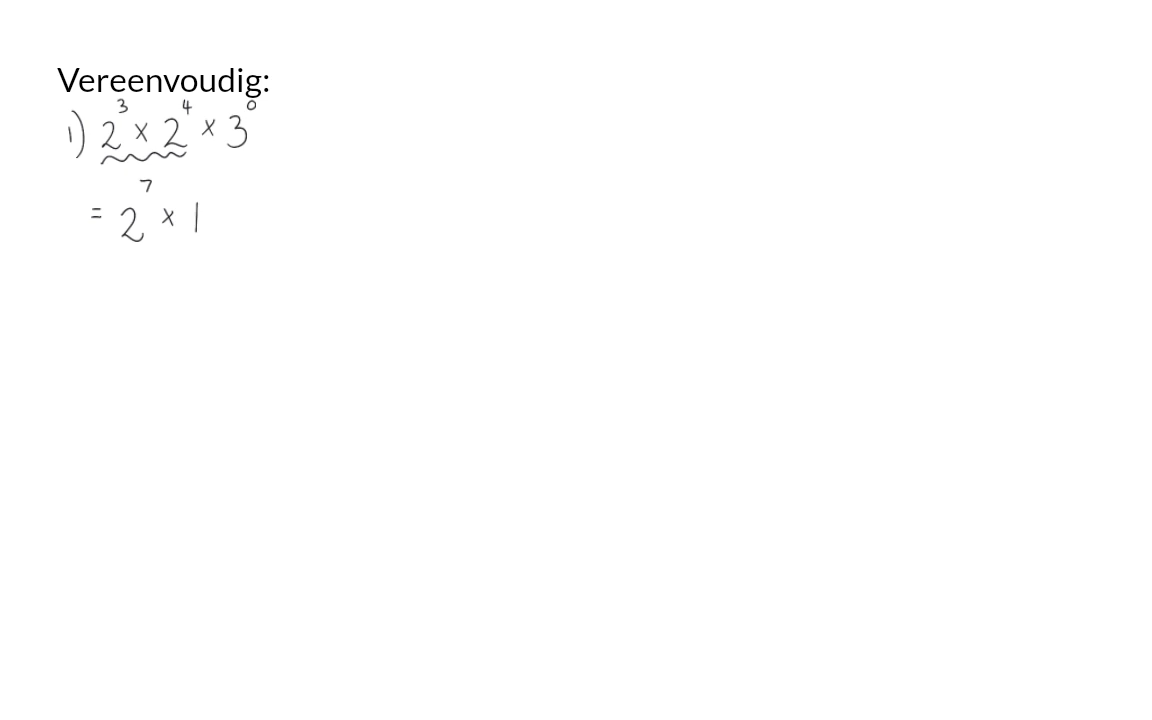 Vereenvoudig:
1) 2³ × 2⁴ × 3⁰
= 2⁷ × 1